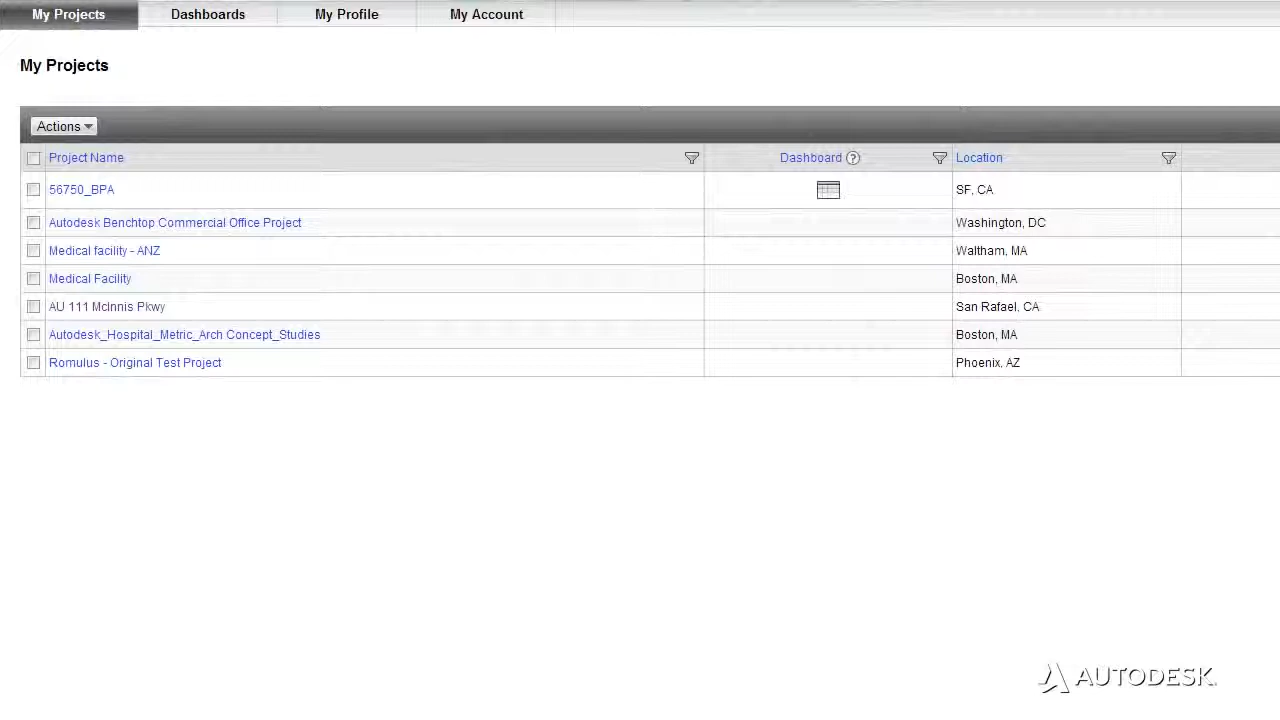 My Projects Dashboards My Profile My Account
My Projects
Actions
Project Name Dashboard ? Location
56750_BPA SF, CA
Autodesk Benchtop Commercial Office Project Washington, DC
Medical facility - ANZ Waltham, MA
Medical Facility Boston, MA
AU 111 McInnis Pkwy San Rafael, CA
Autodesk_Hospital_Metric_Arch Concept_Studies Boston, MA
Romulus - Original Test Project Phoenix, AZ
AUTODESK.